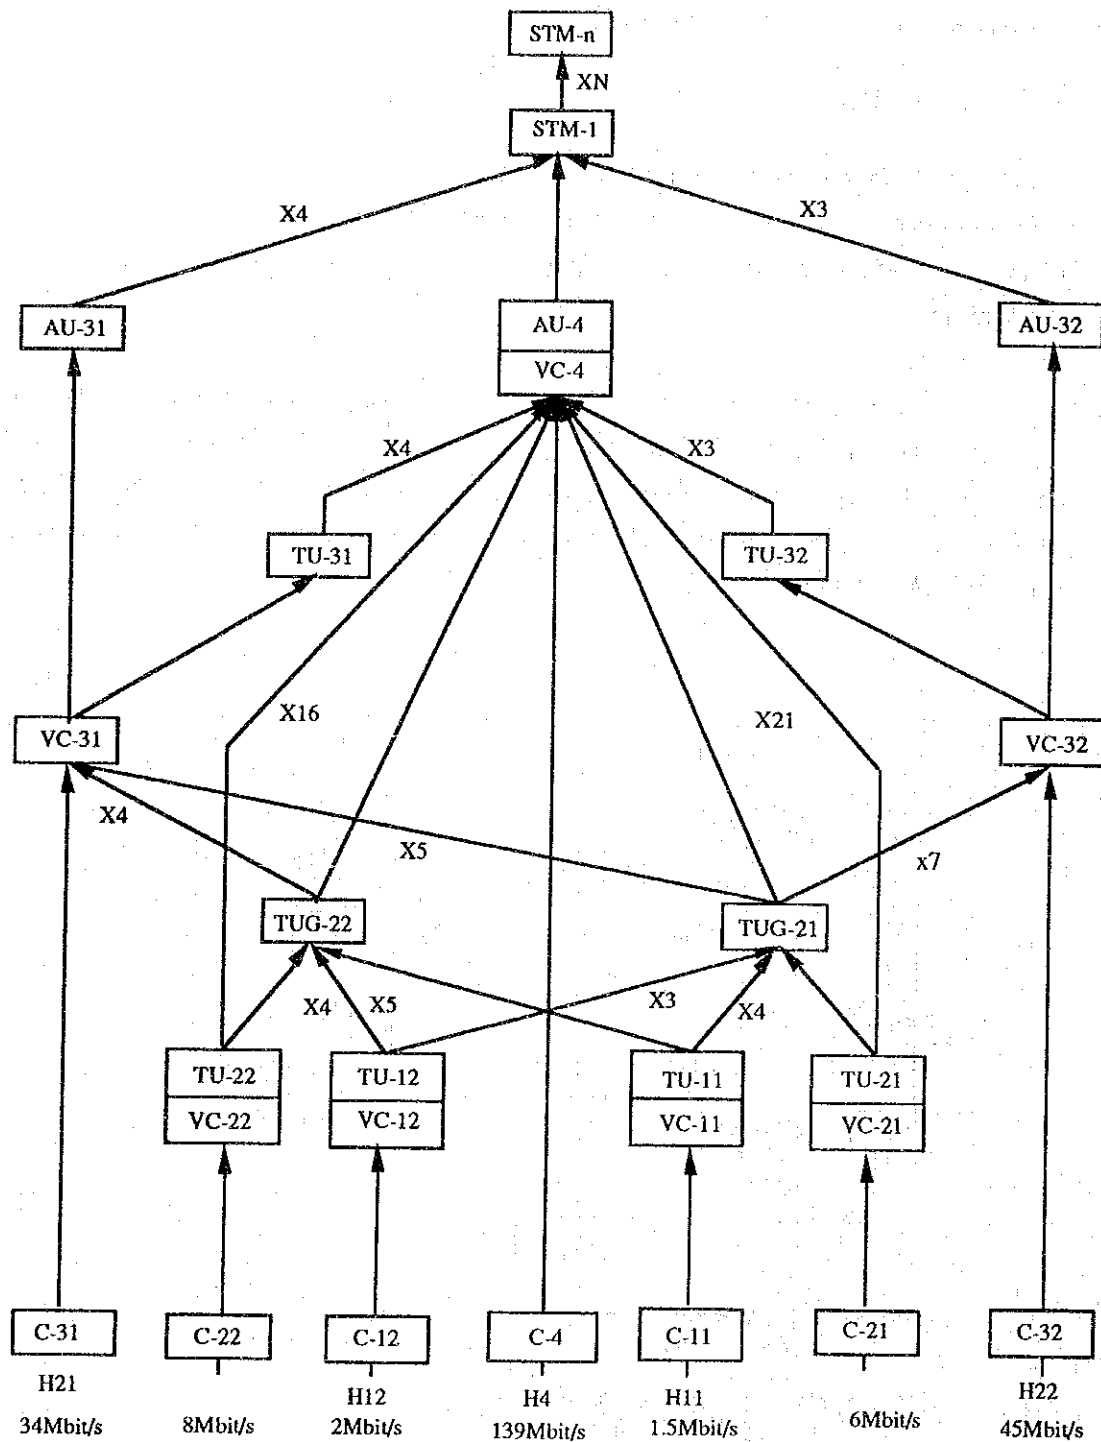 STM-n
XN
STM-1
X4
X3
AU-31
AU-4
AU-32
VC-4
X4
X3
TU-31
TU-32
X16
X21
VC-31
VC-32
X4
X5
x7
TUG-22
TUG-21
X4
X5
X3
X4
TU-22
TU-12
TU-11
TU-21
VC-22
VC-12
VC-11
VC-21
C-31
C-22
C-12
C-4
C-11
C-21
C-32
H21
H12
H4
H11
H22
34Mbit/s
8Mbit/s
2Mbit/s
139Mbit/s
1.5Mbit/s
6Mbit/s
45Mbit/s